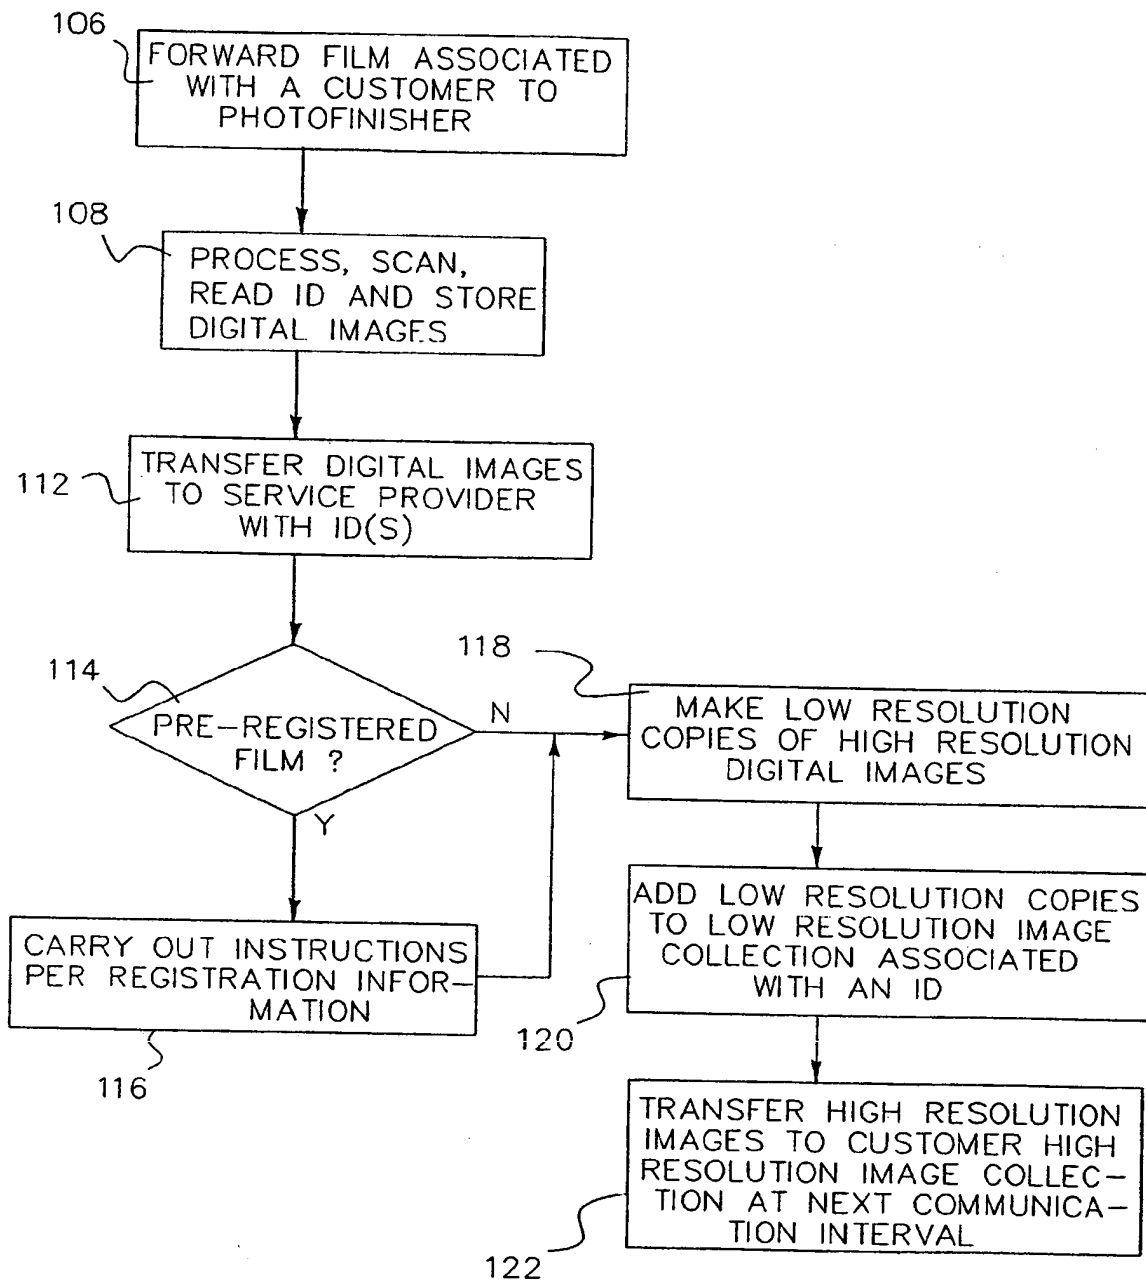 106
FORWARD FILM ASSOCIATED
WITH A CUSTOMER TO
PHOTOFINISHER
108
PROCESS, SCAN,
READ ID AND STORE
DIGITAL IMAGES
112
TRANSFER DIGITAL IMAGES
TO SERVICE PROVIDER
WITH ID(S)
114
PRE-REGISTERED
FILM ?
N
Y
CARRY OUT INSTRUCTIONS
PER REGISTRATION INFOR-
MATION
116
118
MAKE LOW RESOLUTION
COPIES OF HIGH RESOLUTION
DIGITAL IMAGES
ADD LOW RESOLUTION COPIES
TO LOW RESOLUTION IMAGE
COLLECTION ASSOCIATED
WITH AN ID
120
TRANSFER HIGH RESOLUTION
IMAGES TO CUSTOMER HIGH
RESOLUTION IMAGE COLLEC-
TION AT NEXT COMMUNICA-
TION INTERVAL
122